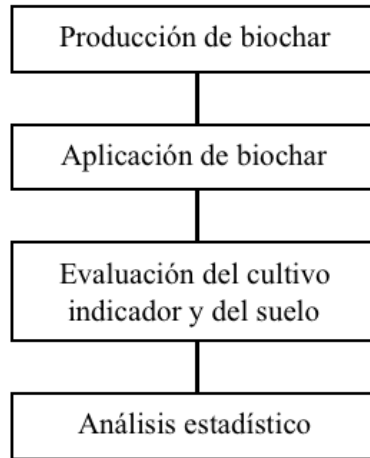 Producción de biochar
Aplicación de biochar
Evaluación del cultivo
indicador y del suelo
Análisis estadístico